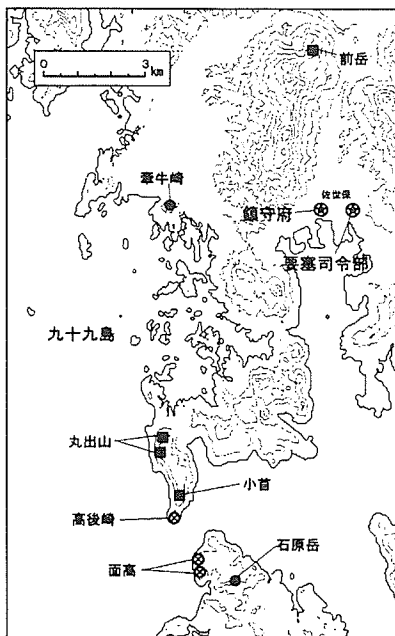 0 3
km
前岳
牽牛崎
佐世保
鎮守府
要塞司令部
九十九島
丸出山
小首
高後崎
石原岳
面高